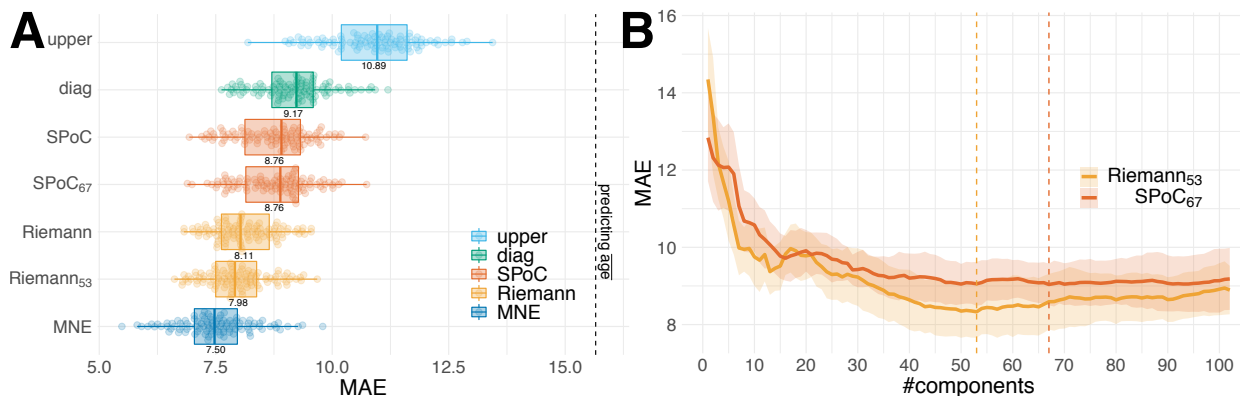 A
upper
diag
SPoC
SPoC₆₇
Riemann
Riemann₅₃
MNE
10.89
9.17
8.76
8.76
8.11
7.98
7.50
predicting age
upper
diag
SPoC
Riemann
MNE
5.0 7.5 10.0 12.5 15.0
MAE
B
16
14
12
10
8
MAE
Riemann₅₃
SPoC₆₇
0 10 20 30 40 50 60 70 80 90 100
#components